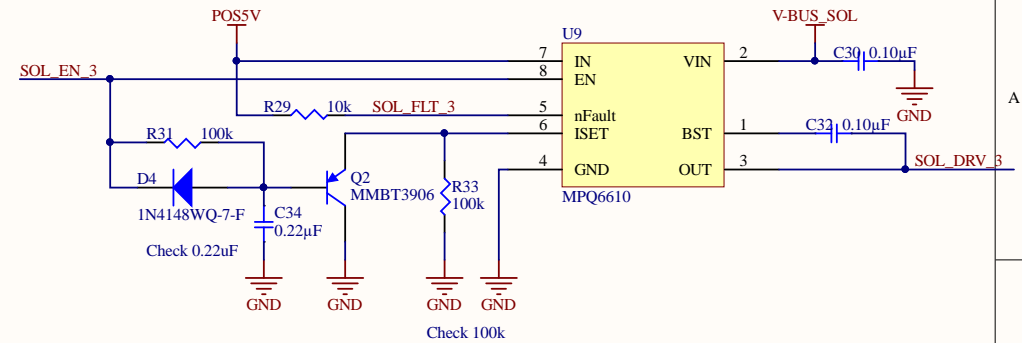 POS5V
V-BUS_SOL
U9
SOL_EN_3
7
IN
VIN
2
C30
0.10µF
8
EN
R29
10k
SOL_FLT_3
5
nFault
GND
A
6
ISET
BST
1
C32
0.10µF
R31
100k
4
GND
OUT
3
SOL_DRV_3
D4
Q2
MMBT3906
R33
100k
MPQ6610
1N4148WQ-7-F
C34
0.22µF
Check 0.22uF
GND
GND
GND
GND
Check 100k